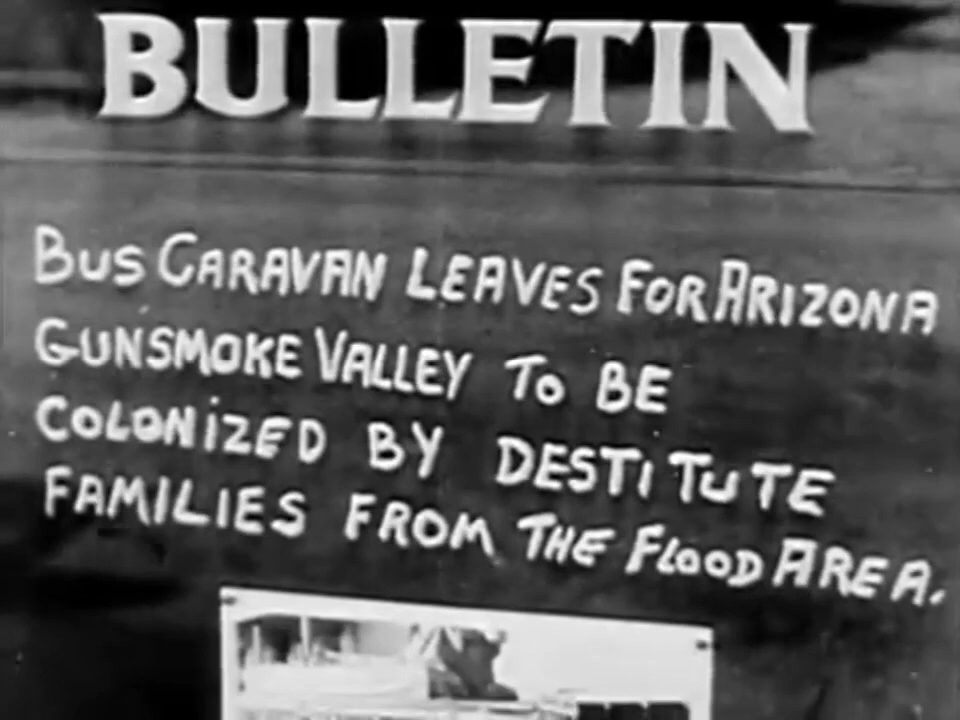 BULLETIN
BUS CARAVAN LEAVES FOR ARIZONA
GUNSMOKE VALLEY TO BE
COLONIZED BY DESTITUTE
FAMILIES FROM THE FLOOD AREA.